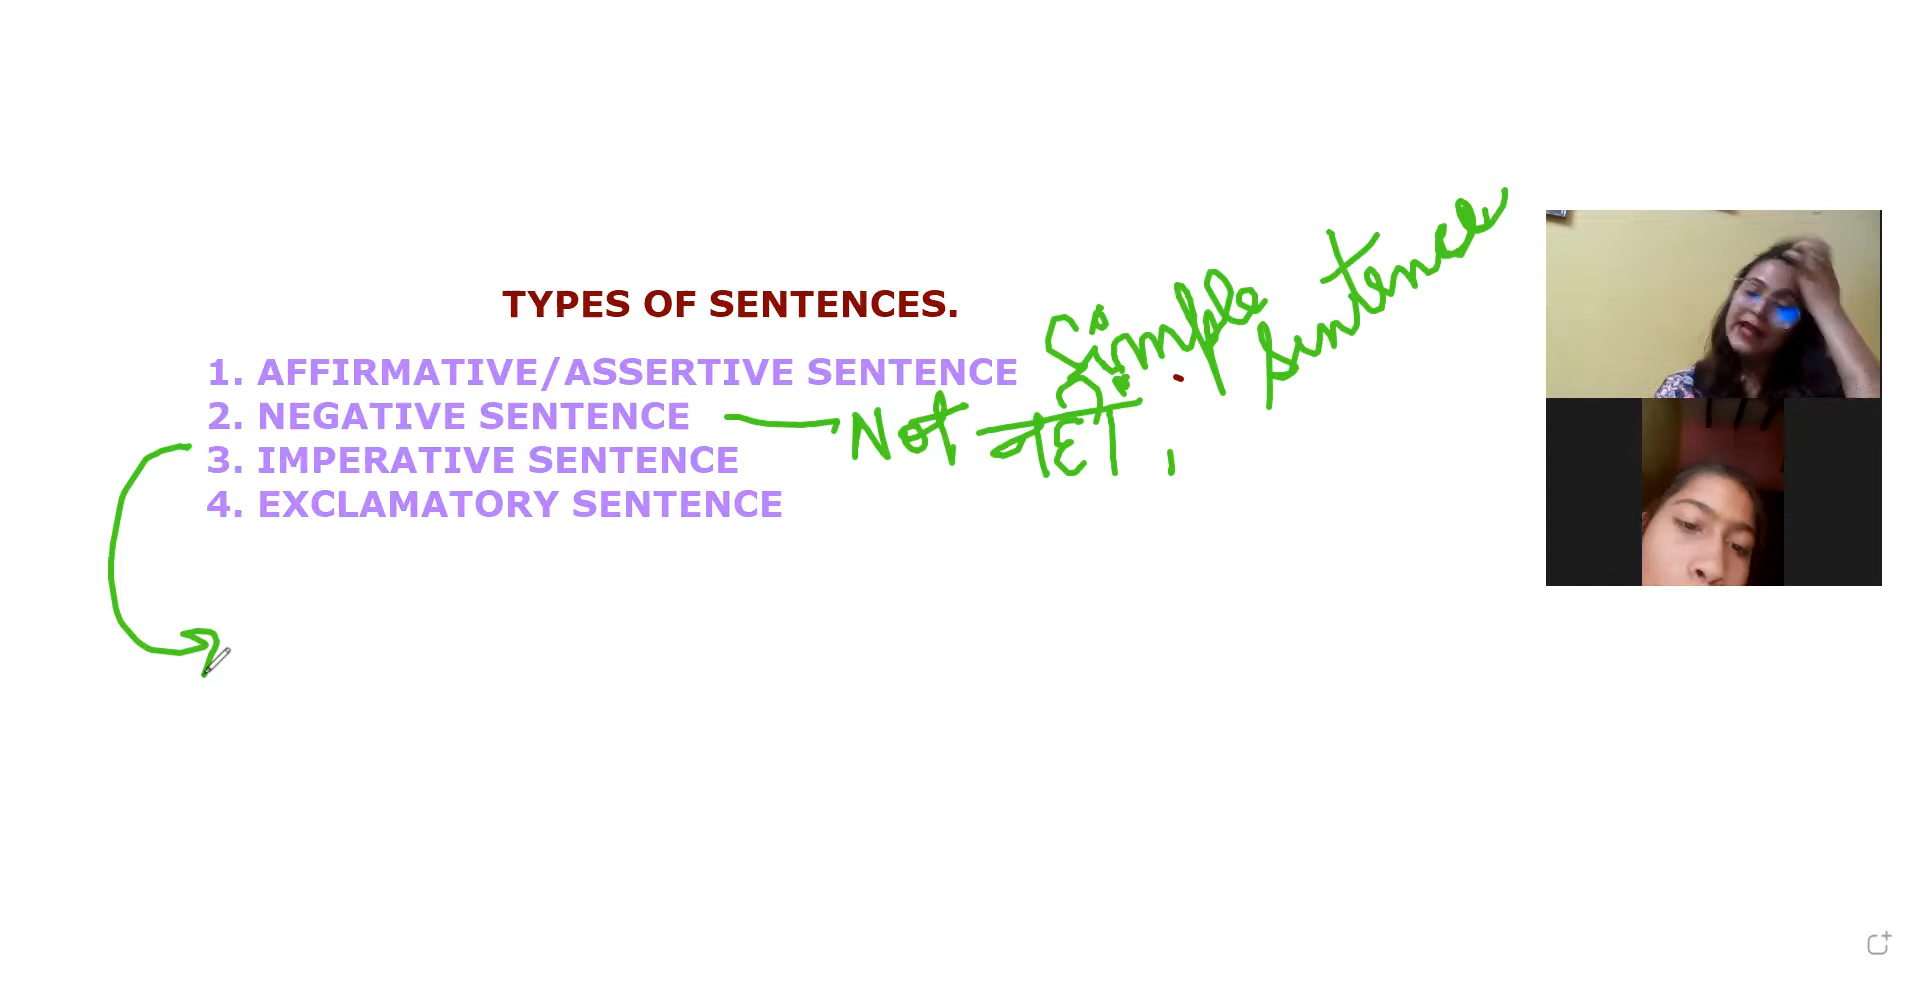 TYPES OF SENTENCES.
1. AFFIRMATIVE/ASSERTIVE SENTENCE Simple sentences
2. NEGATIVE SENTENCE Not नहीं ,
3. IMPERATIVE SENTENCE
4. EXCLAMATORY SENTENCE